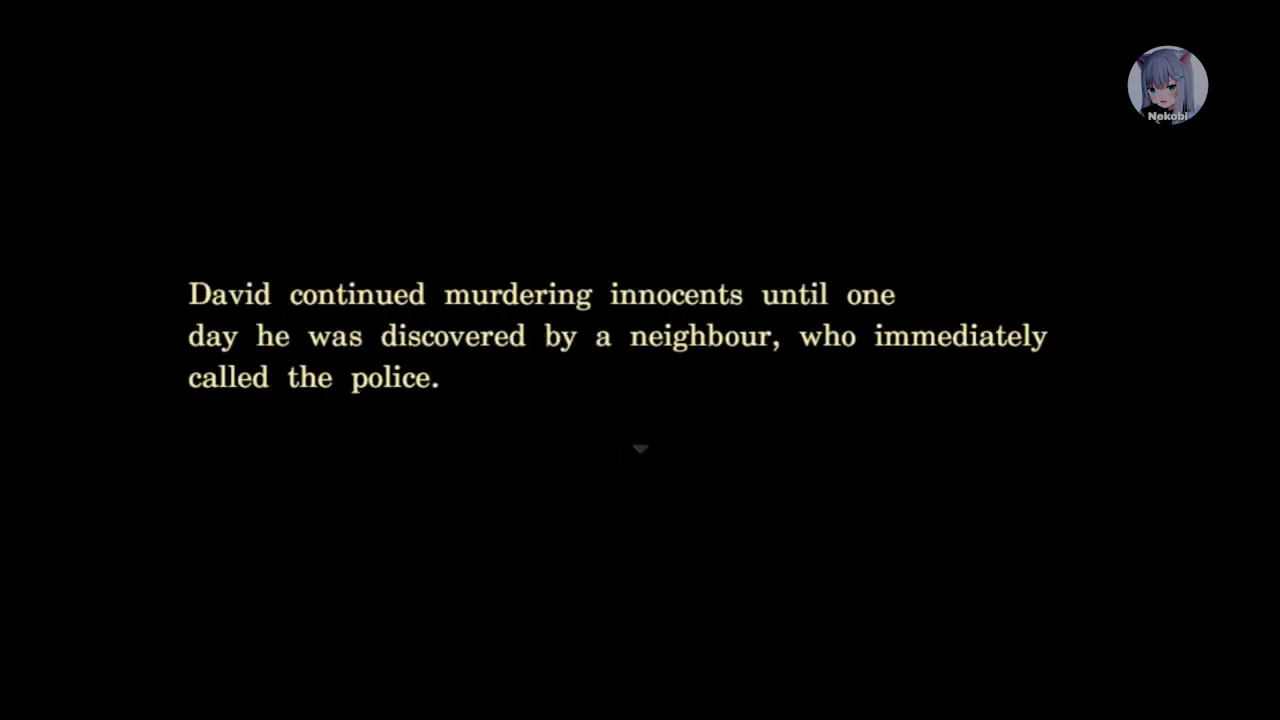 Nekobi
David continued murdering innocents until one
day he was discovered by a neighbour, who immediately
called the police.